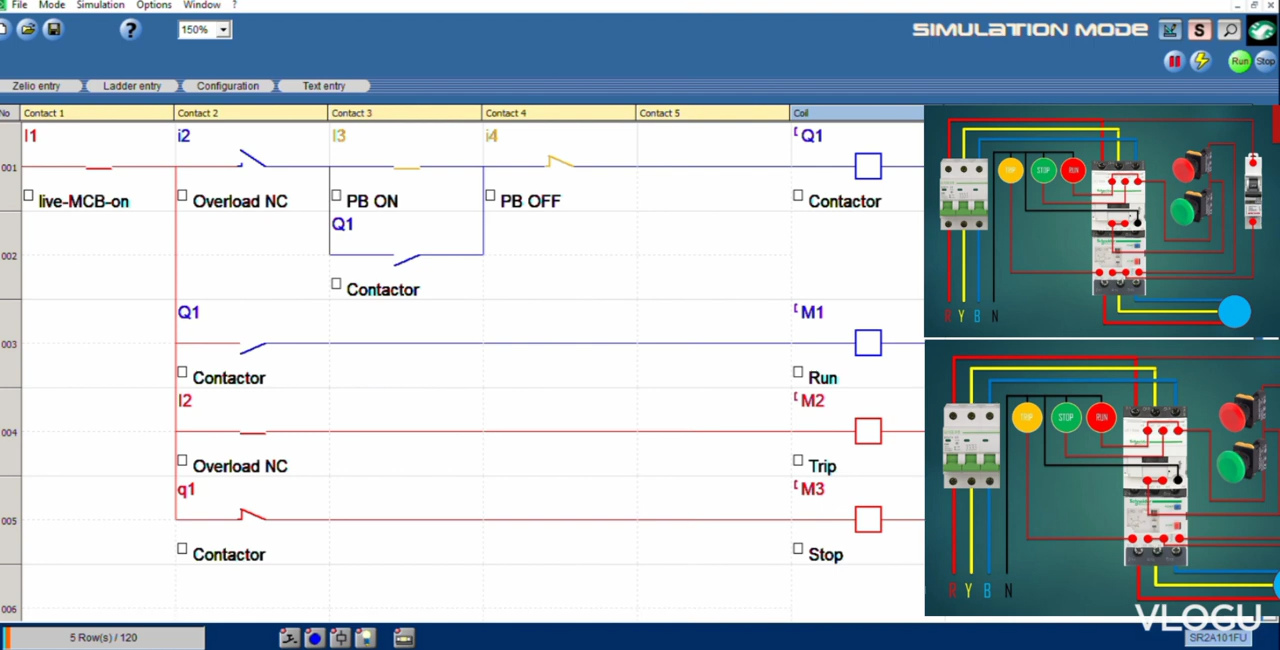 File Mode Simulation Options Window ?
150%
SIMULATION MODE
S
Run Stop
Zelio entry Ladder entry Configuration Text entry
No Contact 1 Contact 2 Contact 3 Contact 4 Contact 5 Coil
I1 i2 I3 i4 Q1
001
live-MCB-on Overload NC PB ON PB OFF Contactor
Q1
002
Contactor
Q1 M1
003
Contactor Run
I2 M2
004
Overload NC Trip
q1 M3
005
Contactor Stop
006
5 Row(s) / 120
TRIP STOP RUN
Schneider
Schneider
R Y B N
TRIP STOP RUN
Schneider
Schneider
R Y B N
VLOGU
SR2A101FU